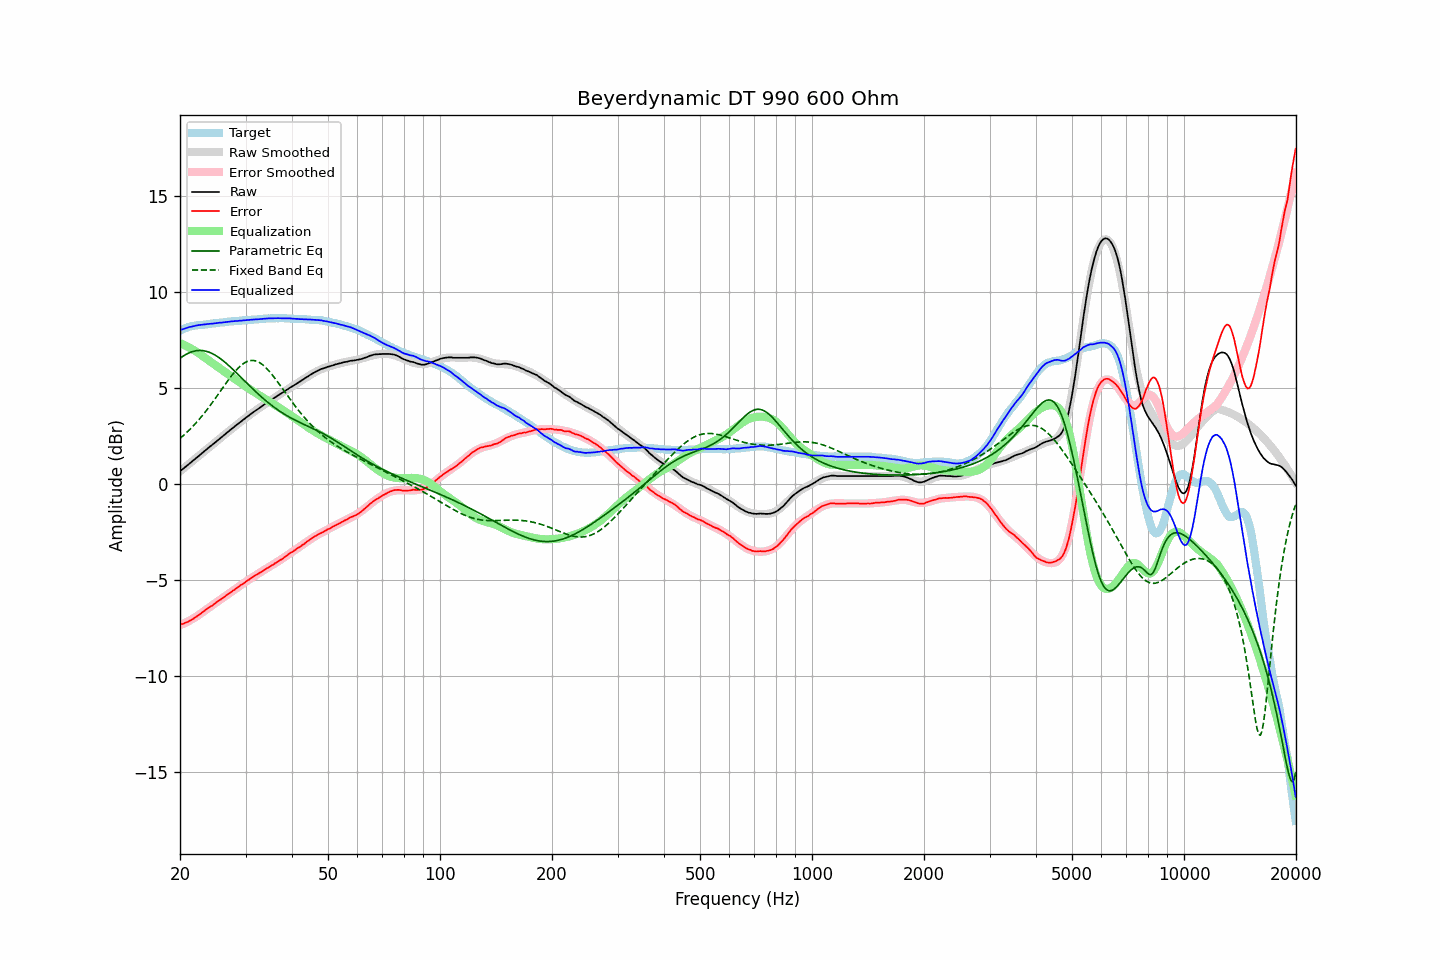 Beyerdynamic DT 990 600 Ohm
Target
Raw Smoothed
Error Smoothed
Raw
Error
Equalization
Parametric Eq
Fixed Band Eq
Equalized
Amplitude (dBr)
15
10
5
0
−5
−10
−15
20 50 100 200 500 1000 2000 5000 10000 20000
Frequency (Hz)